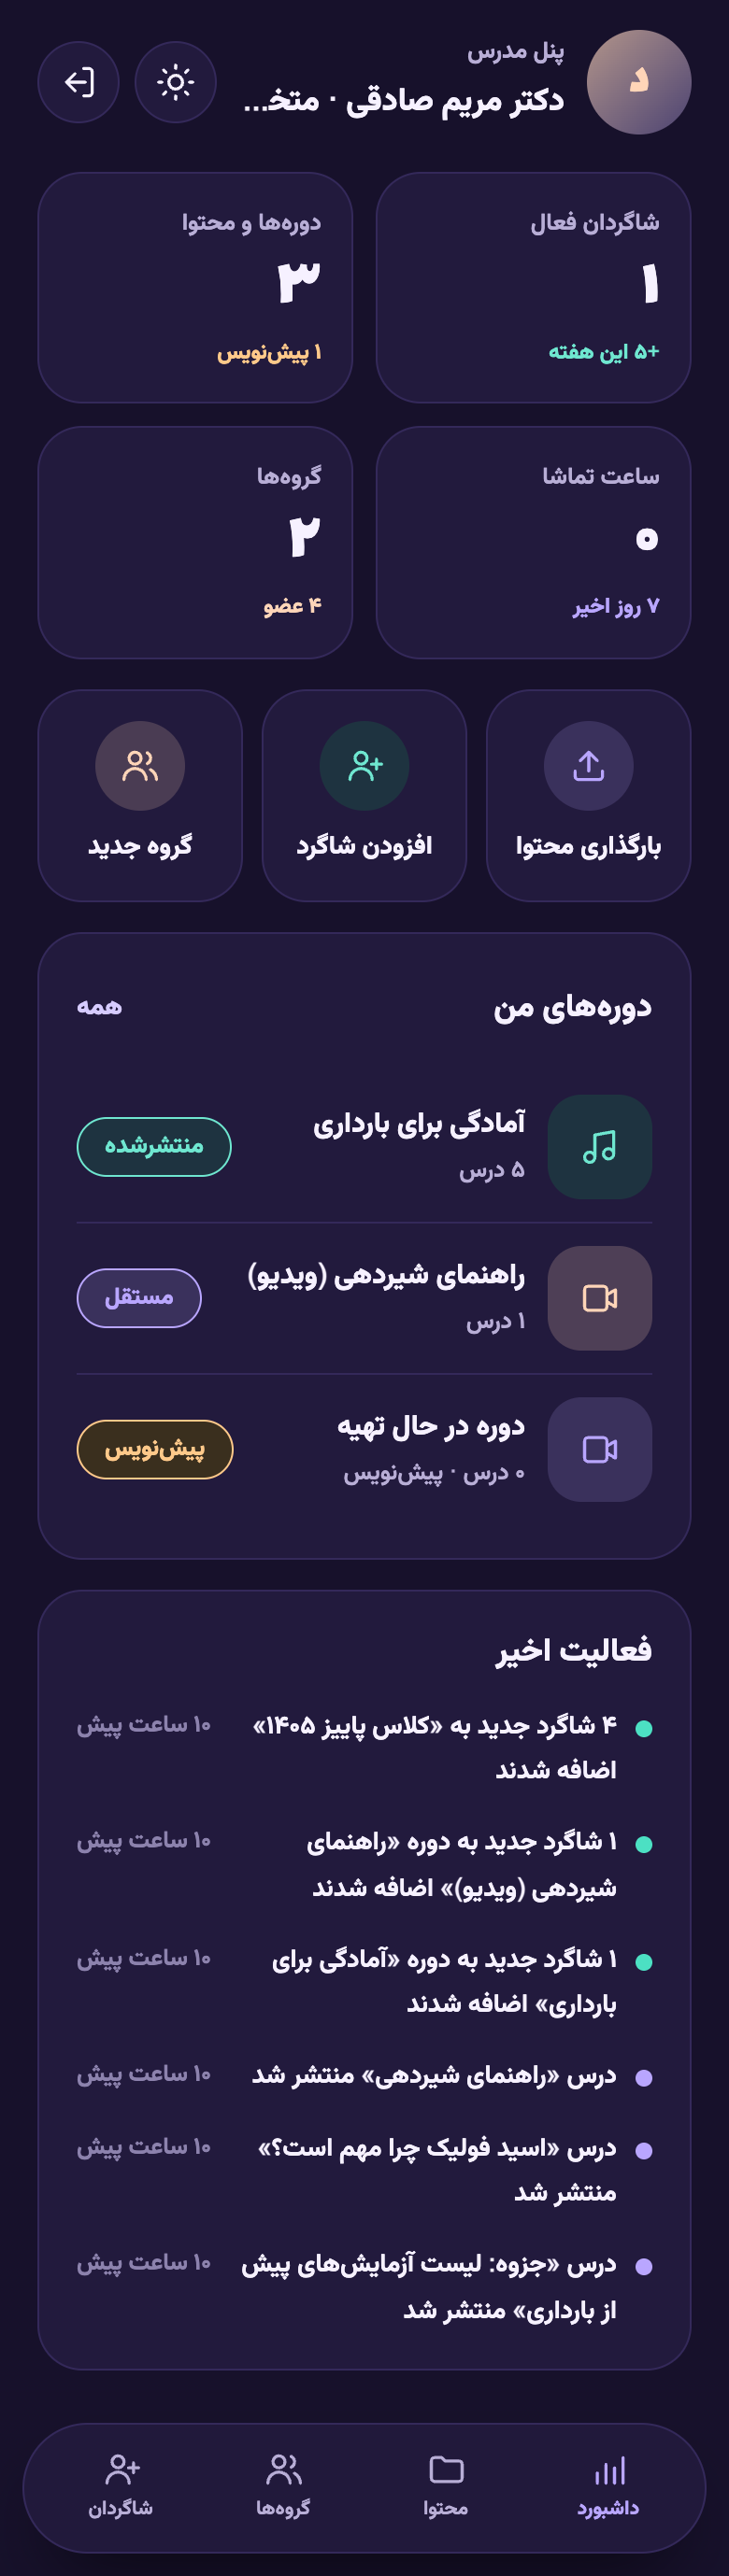 د
پنل مدرس
دکتر مریم صادقی · متخـ...
شاگردان فعال
۱
+۵ این هفته
دوره‌ها و محتوا
۳
۱ پیش‌نویس
ساعت تماشا
۰
۷ روز اخیر
گروه‌ها
۲
۴ عضو
بارگذاری محتوا
افزودن شاگرد
گروه جدید
دوره‌های من
همه
آمادگی برای بارداری
۵ درس
منتشرشده
راهنمای شیردهی (ویدیو)
۱ درس
مستقل
دوره در حال تهیه
۰ درس · پیش‌نویس
پیش‌نویس
فعالیت اخیر
۴ شاگرد جدید به «کلاس پاییز ۱۴۰۵»
اضافه شدند
۱۰ ساعت پیش
۱ شاگرد جدید به دوره «راهنمای
شیردهی (ویدیو)» اضافه شدند
۱۰ ساعت پیش
۱ شاگرد جدید به دوره «آمادگی برای
بارداری» اضافه شدند
۱۰ ساعت پیش
درس «راهنمای شیردهی» منتشر شد
۱۰ ساعت پیش
درس «اسید فولیک چرا مهم است؟»
منتشر شد
۱۰ ساعت پیش
درس «جزوه: لیست آزمایش‌های پیش
از بارداری» منتشر شد
۱۰ ساعت پیش
داشبورد
محتوا
گروه‌ها
شاگردان